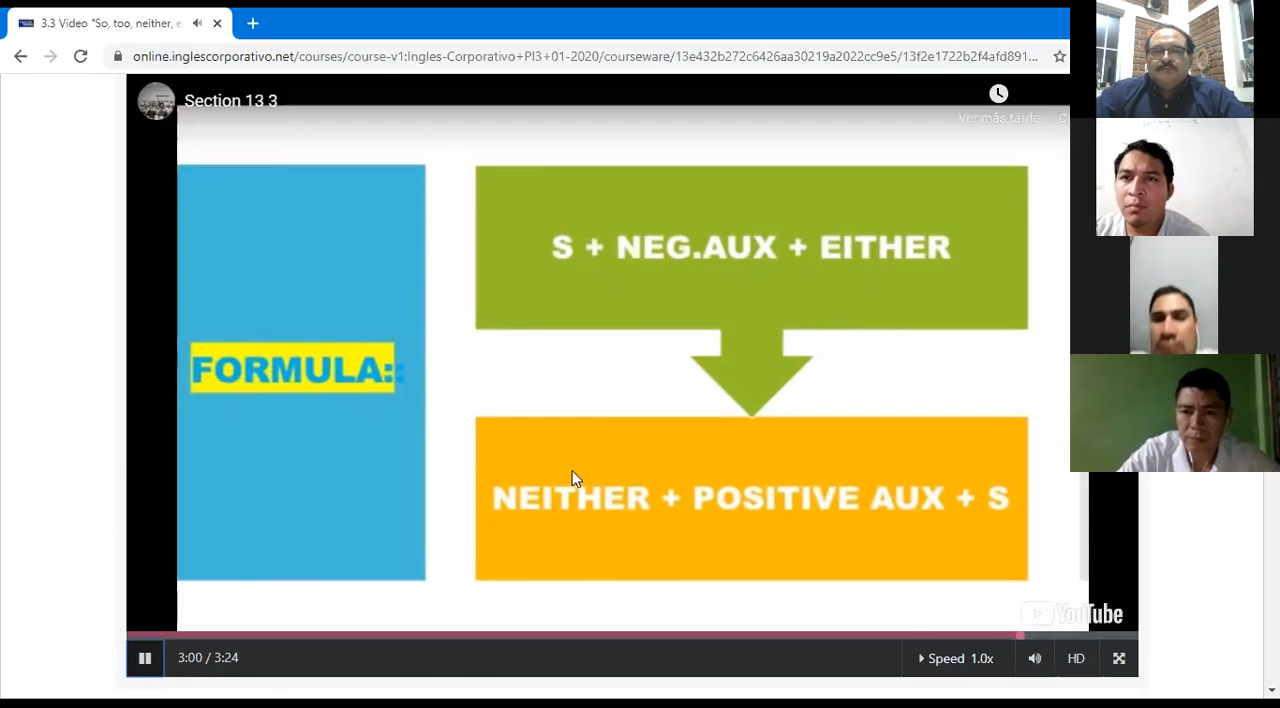 3.3 Video "So, too, neither, e
online.inglescorporativo.net/courses/course-v1:Ingles-Corporativo+PI3+01-2020/courseware/13e432b272c6426aa30219a2022cc9e5/13f2e1722b2f4afd891...
Section 13 3
Ver más tarde
S + NEG.AUX + EITHER
FORMULA::
NEITHER + POSITIVE AUX + S
YouTube
3:00 / 3:24
Speed 1.0x
HD